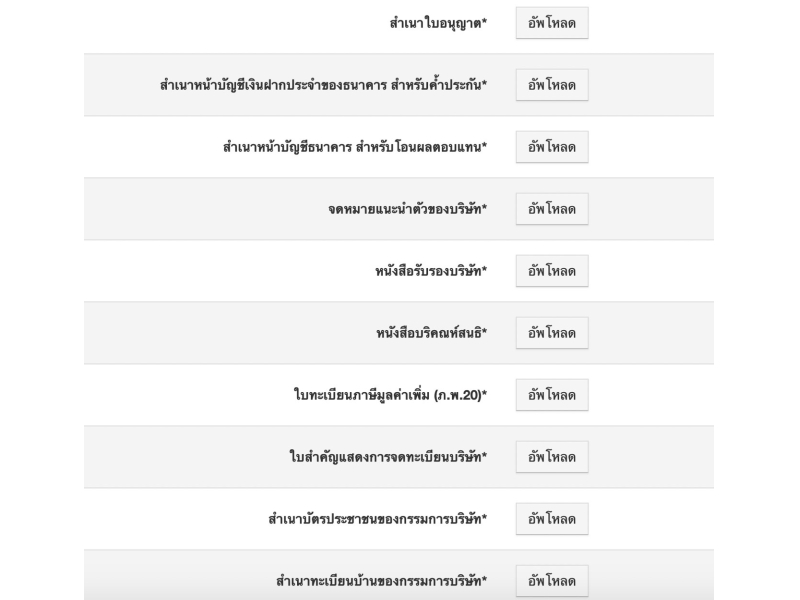 สำเนาใบอนุญาต* อัพโหลด
สำเนาหน้าบัญชีเงินฝากประจำของธนาคาร สำหรับค้ำประกัน* อัพโหลด
สำเนาหน้าบัญชีธนาคาร สำหรับโอนผลตอบแทน* อัพโหลด
จดหมายแนะนำตัวของบริษัท* อัพโหลด
หนังสือรับรองบริษัท* อัพโหลด
หนังสือบริคณห์สนธิ* อัพโหลด
ใบทะเบียนภาษีมูลค่าเพิ่ม (ภ.พ.20)* อัพโหลด
ใบสำคัญแสดงการจดทะเบียนบริษัท* อัพโหลด
สำเนาบัตรประชาชนของกรรมการบริษัท* อัพโหลด
สำเนาทะเบียนบ้านของกรรมการบริษัท* อัพโหลด